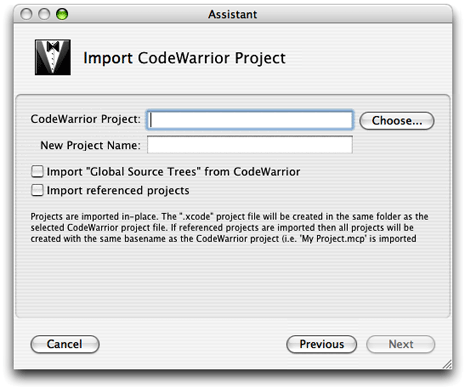 Assistant
Import CodeWarrior Project
CodeWarrior Project:
Choose...
New Project Name:
Import "Global Source Trees" from CodeWarrior
Import referenced projects
Projects are imported in-place. The ".xcode" project file will be created in the same folder as the
selected CodeWarrior project file. If referenced projects are imported then all projects will be
created with the same basename as the CodeWarrior project (i.e. 'My Project.mcp' is imported
Cancel
Previous
Next